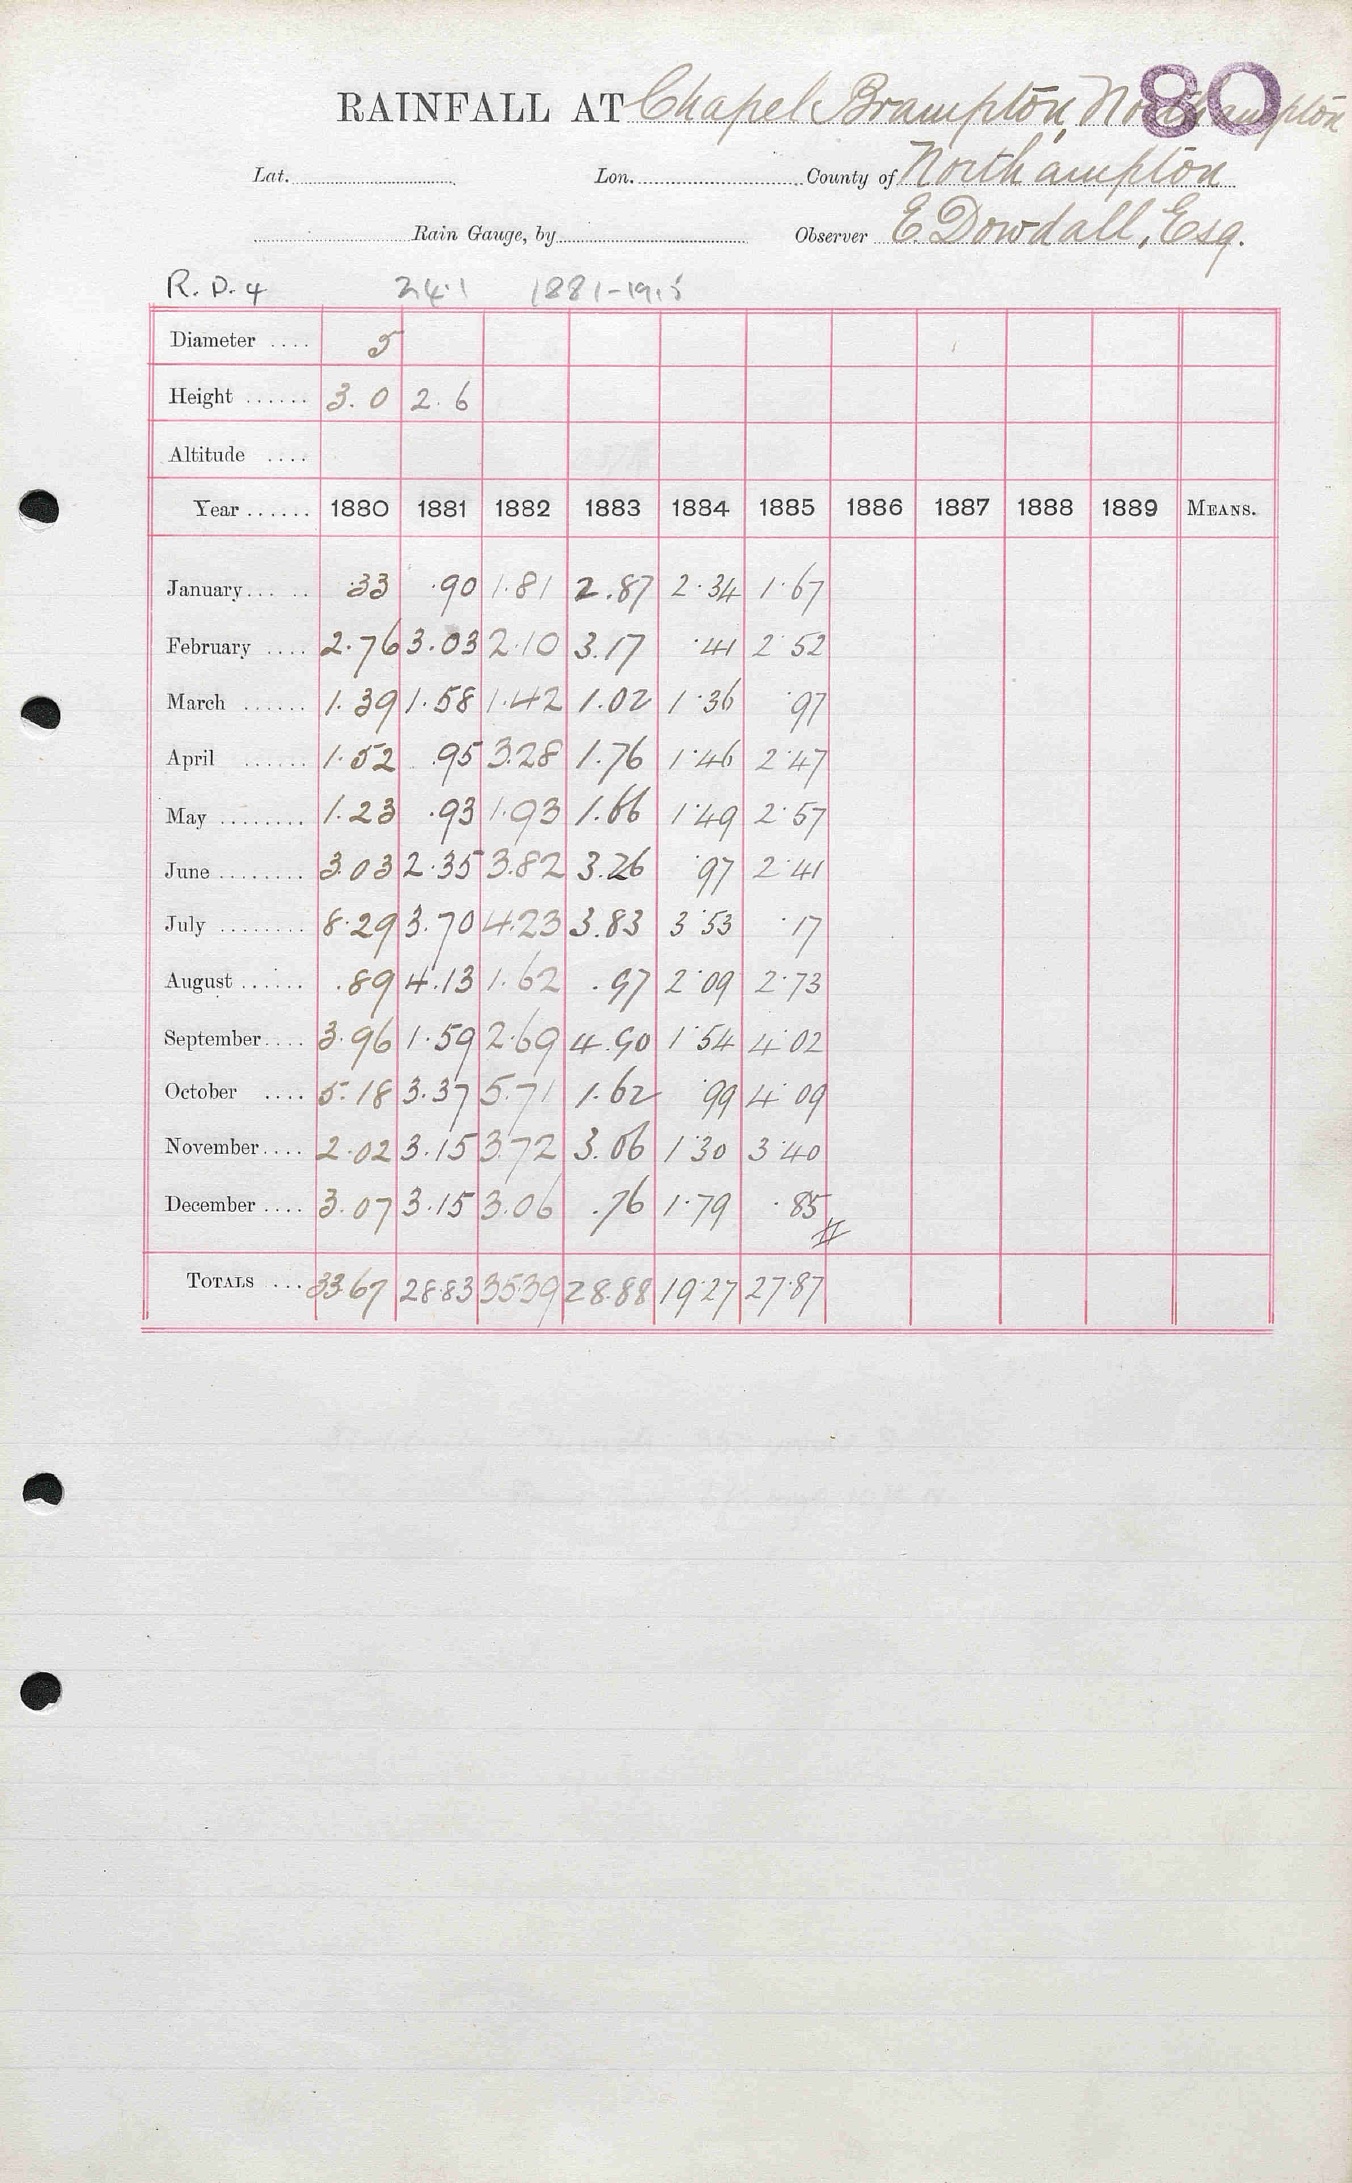 80
RAINFALL AT Chapel Brampton, Northampton
Lat. Lon. County of Northampton
Rain Gauge, by Observer E. Dowdall, Esq.
R. D. 4 24.1 1881-1915
Diameter .... 5
Height ...... 3.0 2.6
Altitude ....
Year ...... 1880 1881 1882 1883 1884 1885 1886 1887 1888 1889 MEANS.
January ..... .33 .90 1.81 2.87 2.34 1.67
February .... 2.76 3.03 2.10 3.17 .41 2.52
March ...... 1.39 1.58 1.42 1.02 1.36 .97
April ...... 1.52 .95 3.28 1.76 1.46 2.47
May ........ 1.23 .93 1.93 1.66 1.49 2.57
June ........ 3.03 2.35 3.82 3.26 .97 2.41
July ........ 8.29 3.70 4.23 3.83 3.53 .17
August ...... .89 4.13 1.62 .97 2.09 2.73
September .... 3.96 1.59 2.69 4.90 1.54 4.02
October .... 5.18 3.37 5.71 1.62 .99 4.09
November .... 2.02 3.15 3.72 3.06 1.30 3.40
December .... 3.07 3.15 3.06 .76 1.79 .85
TOTALS ... 33.67 28.83 35.39 28.88 19.27 27.87